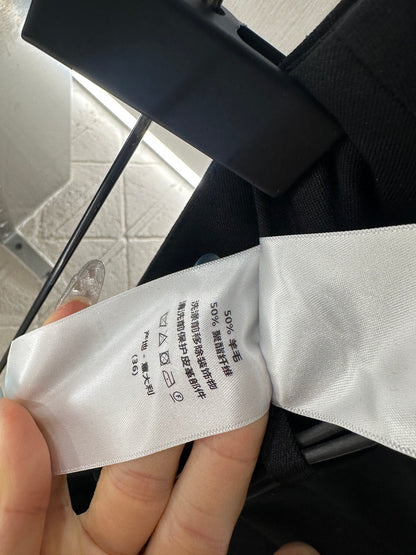 50% 羊毛
50% 聚酯纤维
洗涤前移除装饰物
清洗前保护皮革部件
产地 - 意大利
(36)